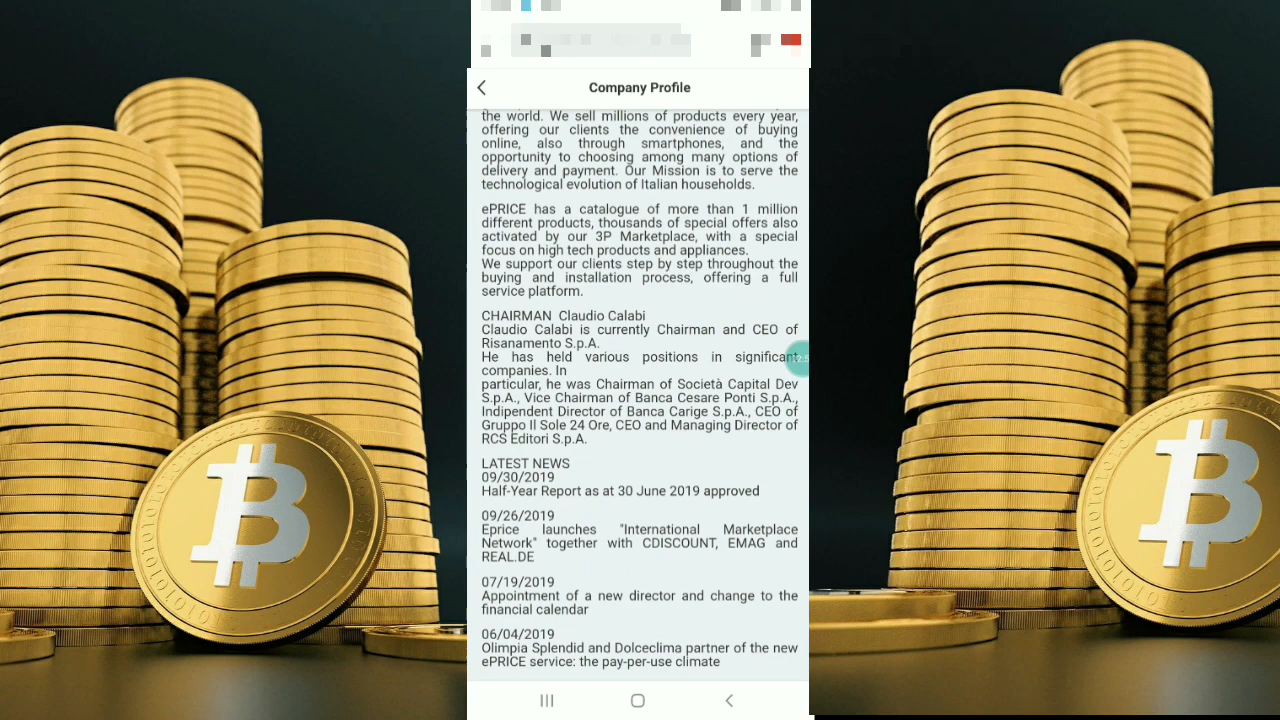 Company Profile
the world. We sell millions of products every year,
offering our clients the convenience of buying
online, also through smartphones, and the
opportunity to choosing among many options of
delivery and payment. Our Mission is to serve the
technological evolution of Italian households.
ePRICE has a catalogue of more than 1 million
different products, thousands of special offers also
activated by our 3P Marketplace, with a special
focus on high tech products and appliances.
We support our clients step by step throughout the
buying and installation process, offering a full
service platform.
CHAIRMAN Claudio Calabi
Claudio Calabi is currently Chairman and CEO of
Risanamento S.p.A.
He has held various positions in significant
companies. In
particular, he was Chairman of Società Capital Dev
S.p.A., Vice Chairman of Banca Cesare Ponti S.p.A.,
Indipendent Director of Banca Carige S.p.A., CEO of
Gruppo Il Sole 24 Ore, CEO and Managing Director of
RCS Editori S.p.A.
LATEST NEWS
09/30/2019
Half-Year Report as at 30 June 2019 approved
09/26/2019
Eprice launches "International Marketplace
Network" together with CDISCOUNT, EMAG and
REAL.DE
07/19/2019
Appointment of a new director and change to the
financial calendar
06/04/2019
Olimpia Splendid and Dolceclima partner of the new
ePRICE service: the pay-per-use climate